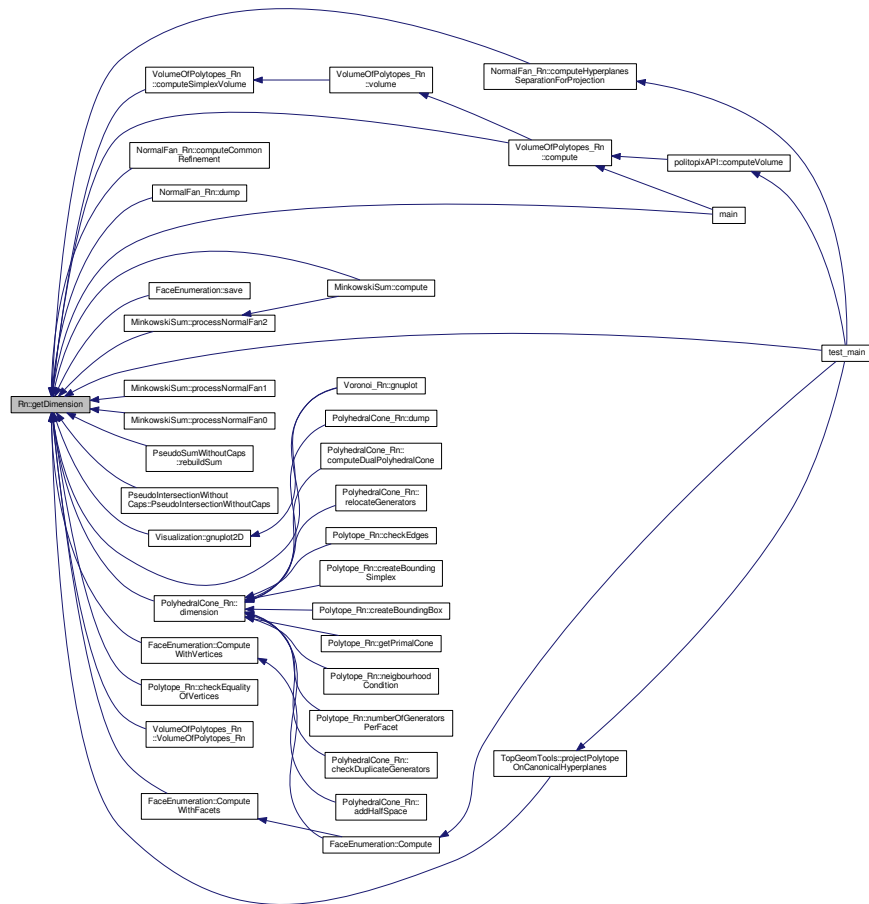 NormalFan_Rn::computeHyperplanes
SeparationForProjection
VolumeOfPolytopes_Rn
::computeSimplexVolume
VolumeOfPolytopes_Rn
::volume
NormalFan_Rn::computeCommon
Refinement
VolumeOfPolytopes_Rn
::compute
politopixAPI::computeVolume
NormalFan_Rn::dump
main
FaceEnumeration::save
MinkowskiSum::compute
MinkowskiSum::processNormalFan2
test_main
Rn::getDimension
MinkowskiSum::processNormalFan1
MinkowskiSum::processNormalFan0
Voronoi_Rn::gnuplot
PolyhedralCone_Rn::dump
PseudoSumWithoutCaps
::rebuildSum
PolyhedralCone_Rn::
computeDualPolyhedralCone
PseudoIntersectionWithout
Caps::PseudoIntersectionWithoutCaps
PolyhedralCone_Rn::
relocateGenerators
Visualization::gnuplot2D
Polytope_Rn::checkEdges
Polytope_Rn::createBounding
Simplex
PolyhedralCone_Rn::
dimension
Polytope_Rn::createBoundingBox
Polytope_Rn::getPrimalCone
FaceEnumeration::Compute
WithVertices
Polytope_Rn::neigbourhood
Condition
Polytope_Rn::checkEquality
OfVertices
Polytope_Rn::numberOfGenerators
PerFacet
VolumeOfPolytopes_Rn
::VolumeOfPolytopes_Rn
PolyhedralCone_Rn::
checkDuplicateGenerators
TopGeomTools::projectPolytope
OnCanonicalHyperplanes
FaceEnumeration::Compute
WithFacets
PolyhedralCone_Rn::
addHalfSpace
FaceEnumeration::Compute